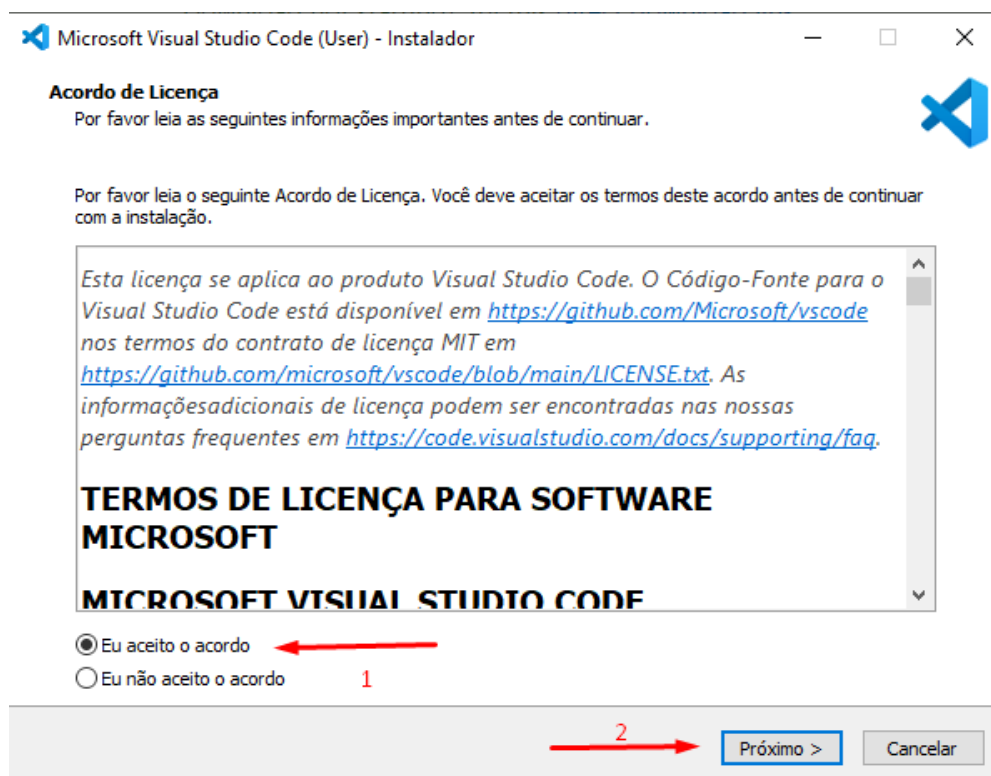 Microsoft Visual Studio Code (User) - Instalador
Acordo de Licença
Por favor leia as seguintes informações importantes antes de continuar.
Por favor leia o seguinte Acordo de Licença. Você deve aceitar os termos deste acordo antes de continuar
com a instalação.
Esta licença se aplica ao produto Visual Studio Code. O Código-Fonte para o
Visual Studio Code está disponível em https://github.com/Microsoft/vscode
nos termos do contrato de licença MIT em
https://github.com/microsoft/vscode/blob/main/LICENSE.txt. As
informaçõesadicionais de licença podem ser encontradas nas nossas
perguntas frequentes em https://code.visualstudio.com/docs/supporting/faq.
TERMOS DE LICENÇA PARA SOFTWARE
MICROSOFT
MICROSOFT VISUAL STUDIO CODE
Eu aceito o acordo
Eu não aceito o acordo
1
2
Próximo >
Cancelar